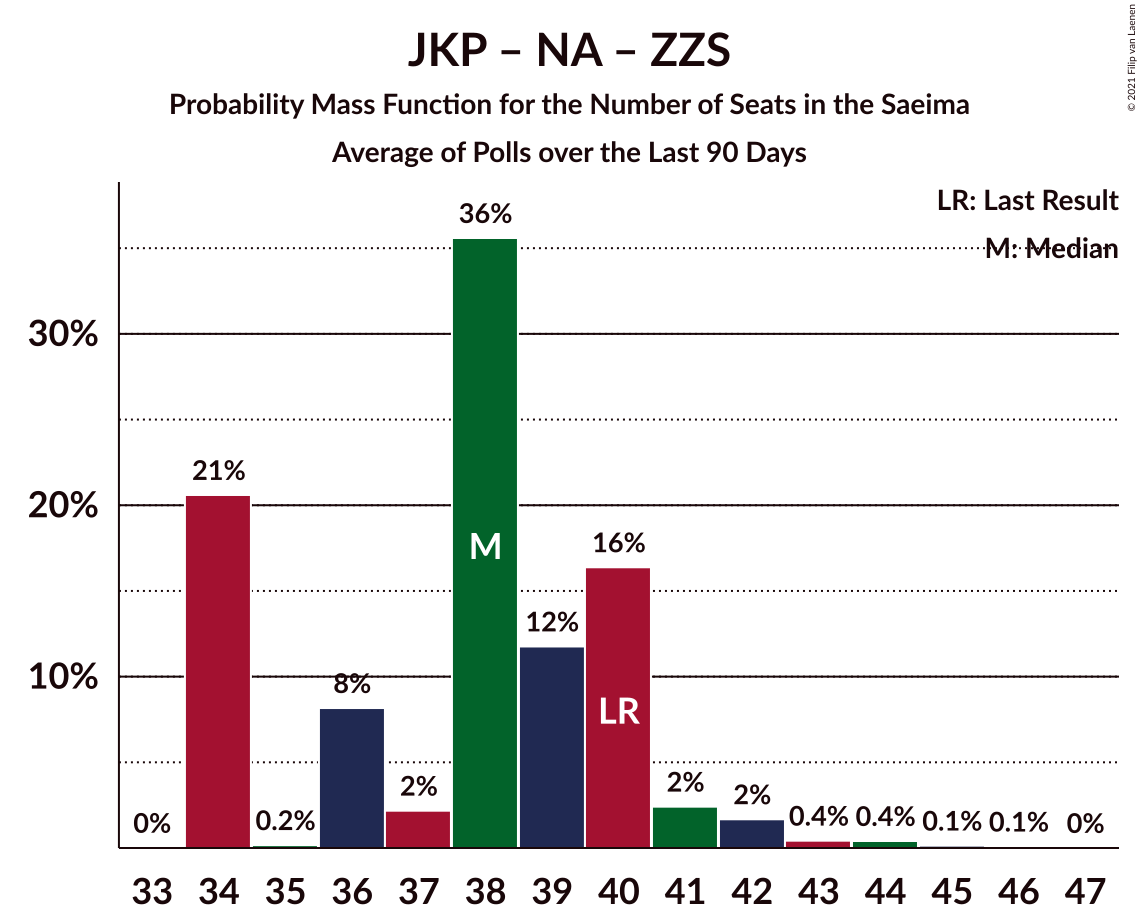 JKP – NA – ZZS
Probability Mass Function for the Number of Seats in the Saeima
Average of Polls over the Last 90 Days
© 2021 Filip van Laenen
LR: Last Result
M: Median
30%
20%
10%
0%
21%
0.2%
8%
2%
36%
12%
16%
2%
2%
0.4%
0.4%
0.1%
0.1%
0%
M
LR
33 34 35 36 37 38 39 40 41 42 43 44 45 46 47